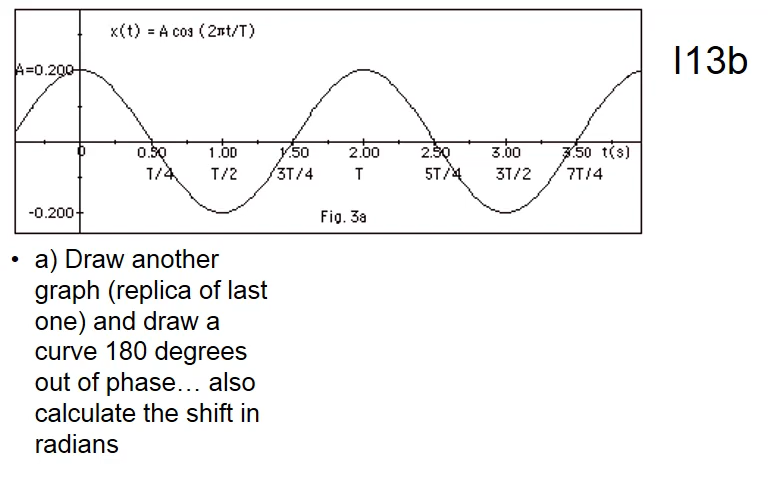 x(t) = A cos (2πt/T)
I13b
A=0.200
0 0.50 1.00 1.50 2.00 2.50 3.00 3.50 t(s)
T/4 T/2 3T/4 T 5T/4 3T/2 7T/4
-0.200
Fig. 3a
• a) Draw another
graph (replica of last
one) and draw a
curve 180 degrees
out of phase… also
calculate the shift in
radians